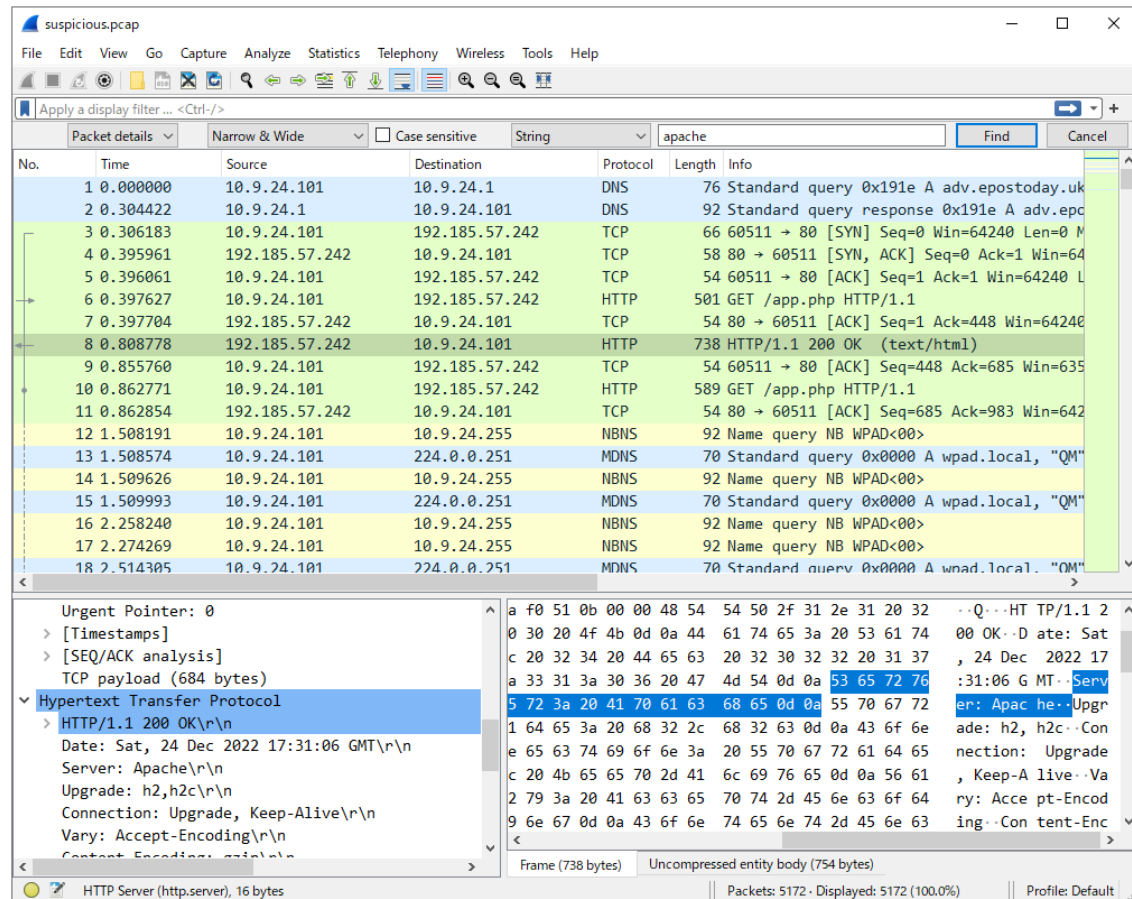 suspicious.pcap
File Edit View Go Capture Analyze Statistics Telephony Wireless Tools Help
Apply a display filter ... <Ctrl-/>
Packet details Narrow & Wide Case sensitive String apache Find Cancel
No. Time Source Destination Protocol Length Info
1 0.000000 10.9.24.101 10.9.24.1 DNS 76 Standard query 0x191e A adv.epostoday.uk
2 0.304422 10.9.24.1 10.9.24.101 DNS 92 Standard query response 0x191e A adv.epo
3 0.306183 10.9.24.101 192.185.57.242 TCP 66 60511 → 80 [SYN] Seq=0 Win=64240 Len=0 M
4 0.395961 192.185.57.242 10.9.24.101 TCP 58 80 → 60511 [SYN, ACK] Seq=0 Ack=1 Win=64
5 0.396061 10.9.24.101 192.185.57.242 TCP 54 60511 → 80 [ACK] Seq=1 Ack=1 Win=64240 L
6 0.397627 10.9.24.101 192.185.57.242 HTTP 501 GET /app.php HTTP/1.1
7 0.397704 192.185.57.242 10.9.24.101 TCP 54 80 → 60511 [ACK] Seq=1 Ack=448 Win=64240
8 0.808778 192.185.57.242 10.9.24.101 HTTP 738 HTTP/1.1 200 OK (text/html)
9 0.855760 10.9.24.101 192.185.57.242 TCP 54 60511 → 80 [ACK] Seq=448 Ack=685 Win=635
10 0.862771 10.9.24.101 192.185.57.242 HTTP 589 GET /app.php HTTP/1.1
11 0.862854 192.185.57.242 10.9.24.101 TCP 54 80 → 60511 [ACK] Seq=685 Ack=983 Win=642
12 1.508191 10.9.24.101 10.9.24.255 NBNS 92 Name query NB WPAD<00>
13 1.508574 10.9.24.101 224.0.0.251 MDNS 70 Standard query 0x0000 A wpad.local, "QM"
14 1.509626 10.9.24.101 10.9.24.255 NBNS 92 Name query NB WPAD<00>
15 1.509993 10.9.24.101 224.0.0.251 MDNS 70 Standard query 0x0000 A wpad.local, "QM"
16 2.258240 10.9.24.101 10.9.24.255 NBNS 92 Name query NB WPAD<00>
17 2.274269 10.9.24.101 10.9.24.255 NBNS 92 Name query NB WPAD<00>
18 2.514305 10.9.24.101 224.0.0.251 MDNS 70 Standard query 0x0000 A wpad.local, "QM"
Urgent Pointer: 0
[Timestamps]
[SEQ/ACK analysis]
TCP payload (684 bytes)
Hypertext Transfer Protocol
HTTP/1.1 200 OK\r\n
Date: Sat, 24 Dec 2022 17:31:06 GMT\r\n
Server: Apache\r\n
Upgrade: h2,h2c\r\n
Connection: Upgrade, Keep-Alive\r\n
Vary: Accept-Encoding\r\n
Content-Encoding: gzip\r\n
a f0 51 0b 00 00 48 54 54 50 2f 31 2e 31 20 32 ··Q···HT TP/1.1 2
0 30 20 4f 4b 0d 0a 44 61 74 65 3a 20 53 61 74 00 OK··D ate: Sat
c 20 32 34 20 44 65 63 20 32 30 32 32 20 31 37 , 24 Dec 2022 17
a 33 31 3a 30 36 20 47 4d 54 0d 0a 53 65 72 76 :31:06 G MT··Serv
5 72 3a 20 41 70 61 63 68 65 0d 0a 55 70 67 72 er: Apac he··Upgr
1 64 65 3a 20 68 32 2c 68 32 63 0d 0a 43 6f 6e ade: h2, h2c··Con
e 65 63 74 69 6f 6e 3a 20 55 70 67 72 61 64 65 nection: Upgrade
c 20 4b 65 65 70 2d 41 6c 69 76 65 0d 0a 56 61 , Keep-A live··Va
2 79 3a 20 41 63 63 65 70 74 2d 45 6e 63 6f 64 ry: Acce pt-Encod
9 6e 67 0d 0a 43 6f 6e 74 65 6e 74 2d 45 6e 63 ing··Con tent-Enc
Frame (738 bytes) Uncompressed entity body (754 bytes)
HTTP Server (http.server), 16 bytes Packets: 5172 · Displayed: 5172 (100.0%) Profile: Default